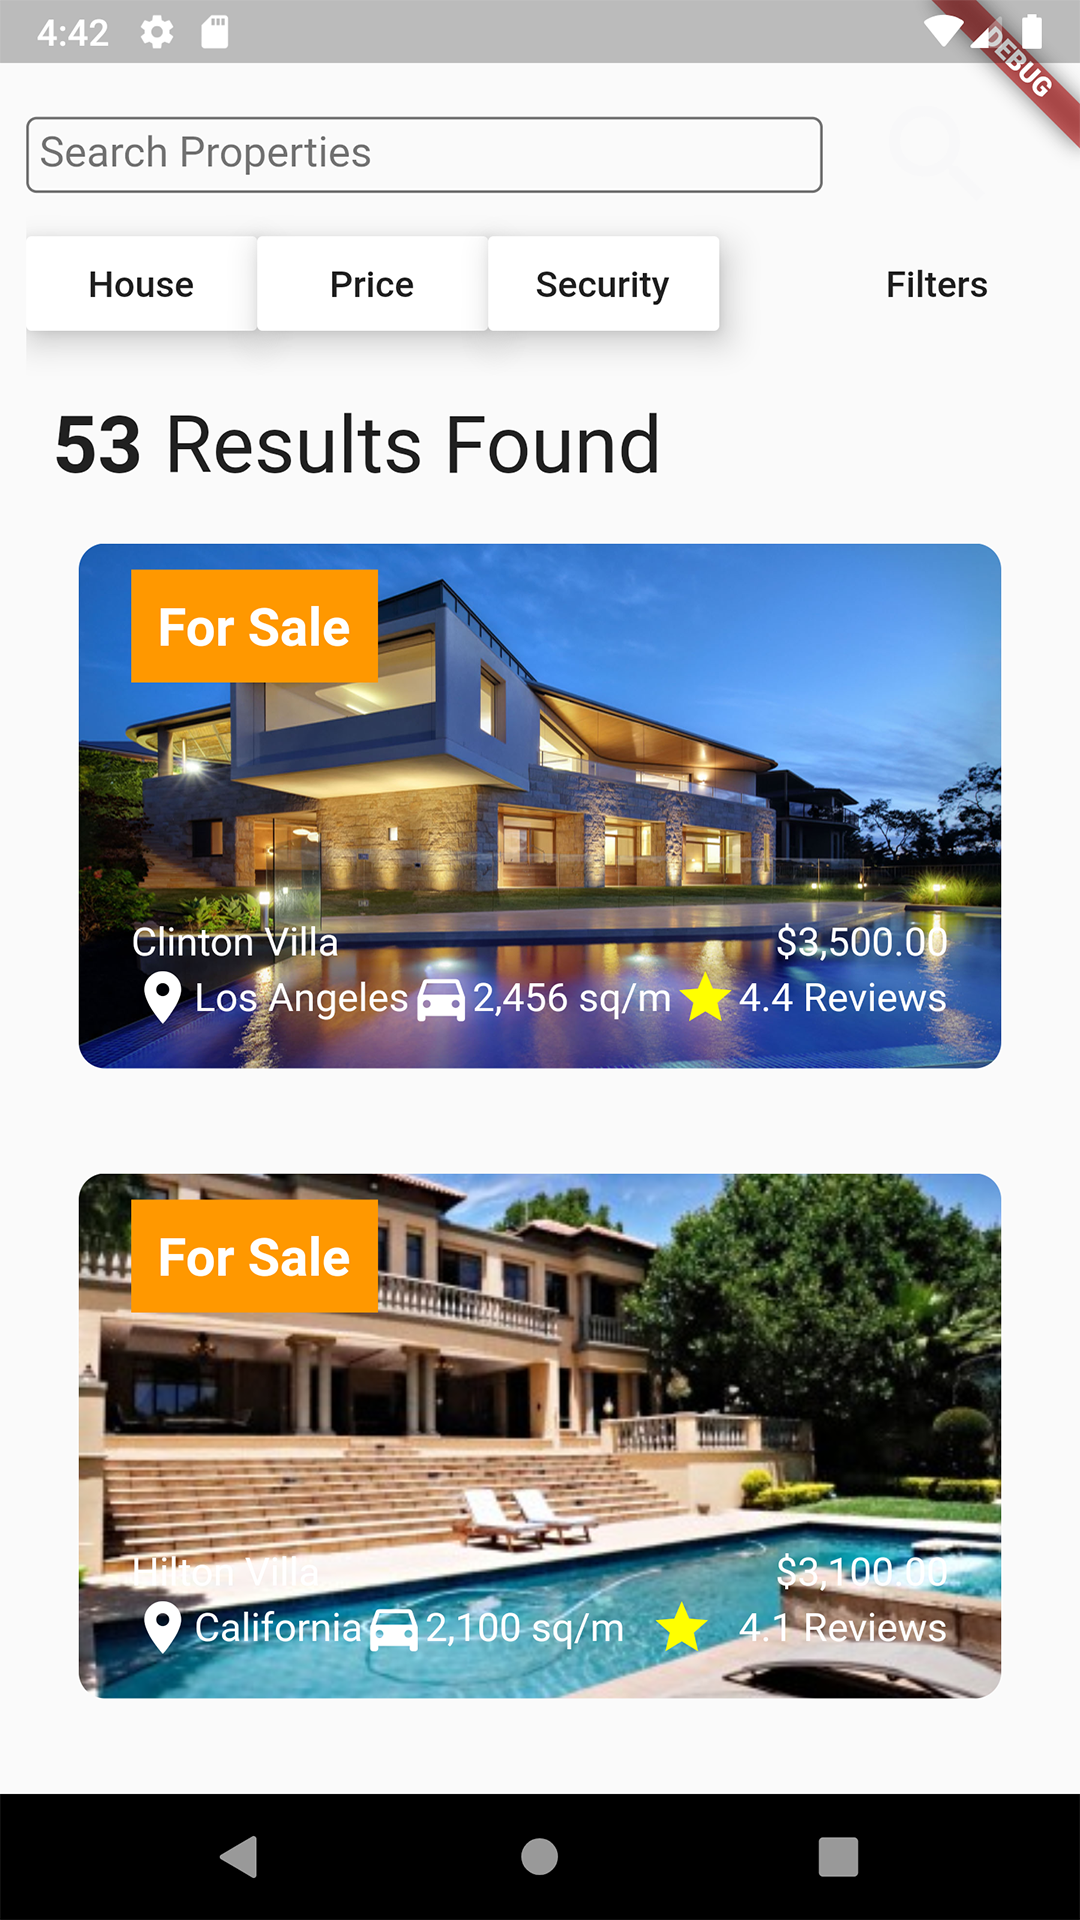 4:42
DEBUG
Search Properties
House Price Security Filters
53 Results Found
For Sale
Clinton Villa $3,500.00
Los Angeles 2,456 sq/m 4.4 Reviews
For Sale
Hilton Villa $3,100.00
California 2,100 sq/m 4.1 Reviews